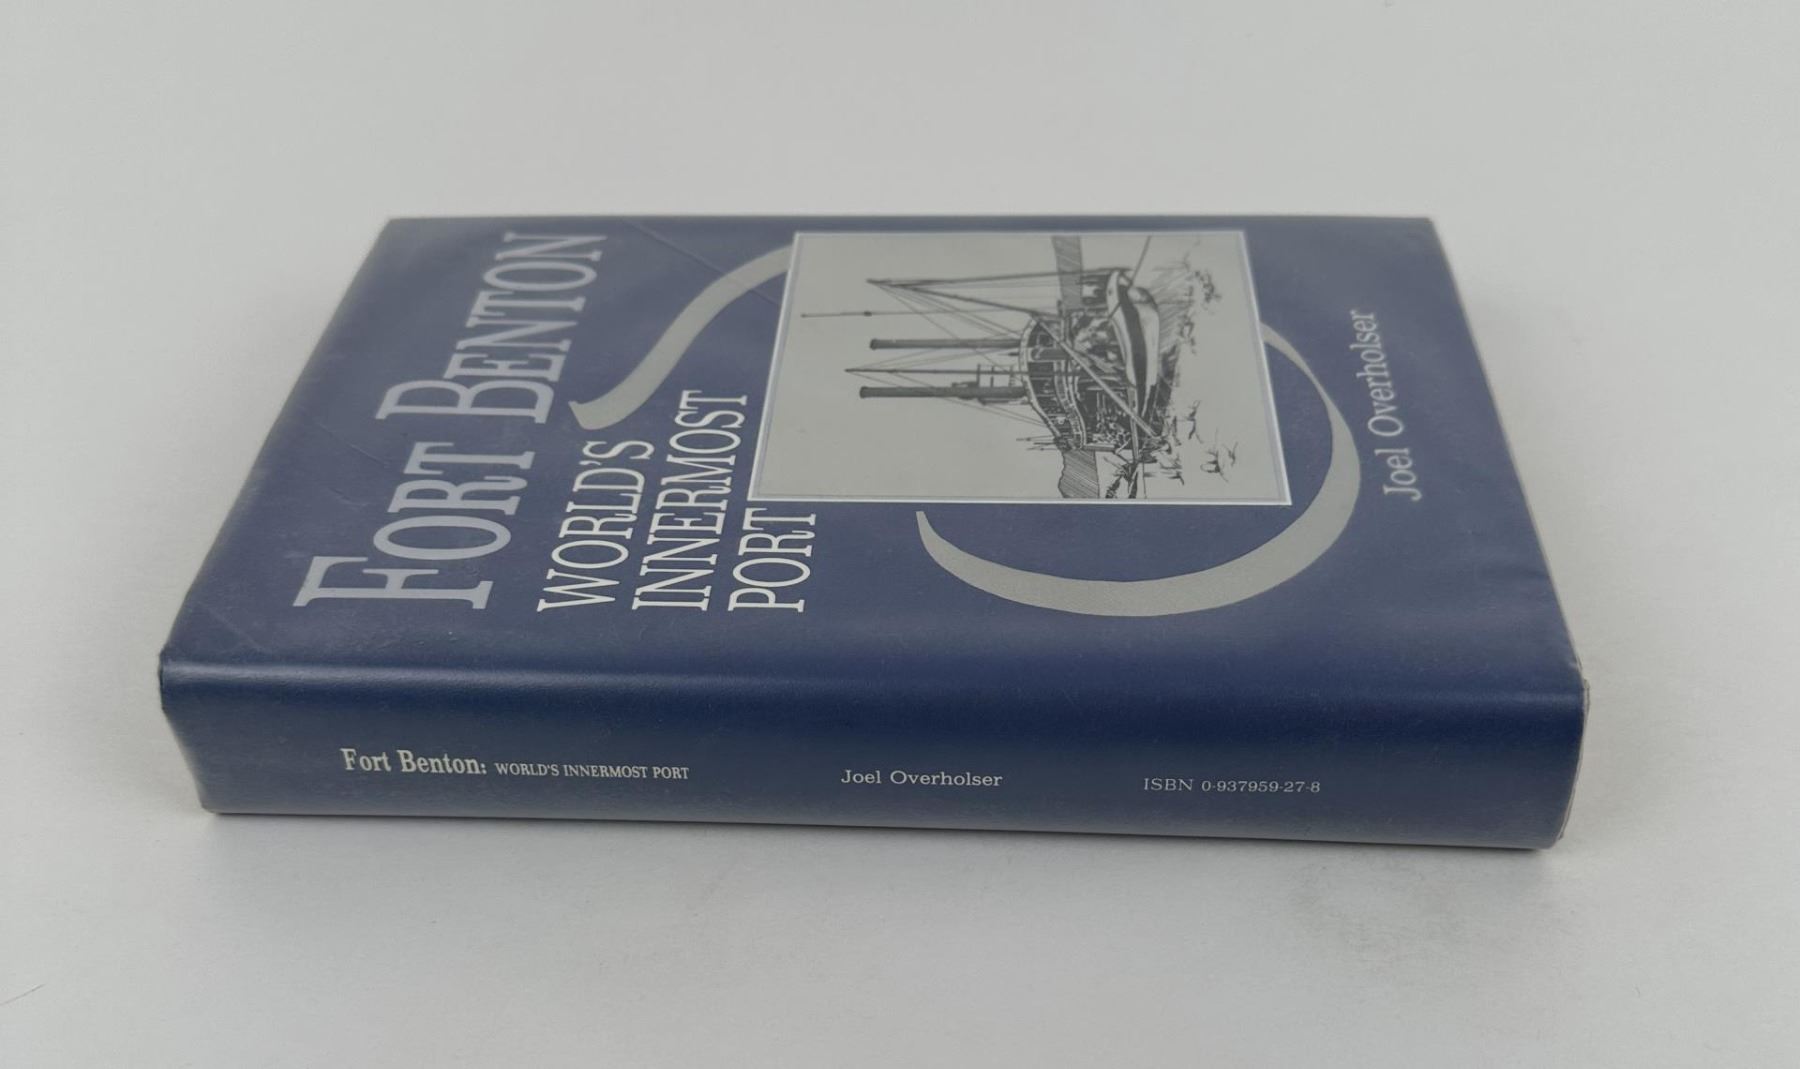 FORT BENTON
WORLD'S
INNERMOST
PORT
Joel Overholser
Fort Benton: WORLD'S INNERMOST PORT
Joel Overholser
ISBN 0-937959-27-8